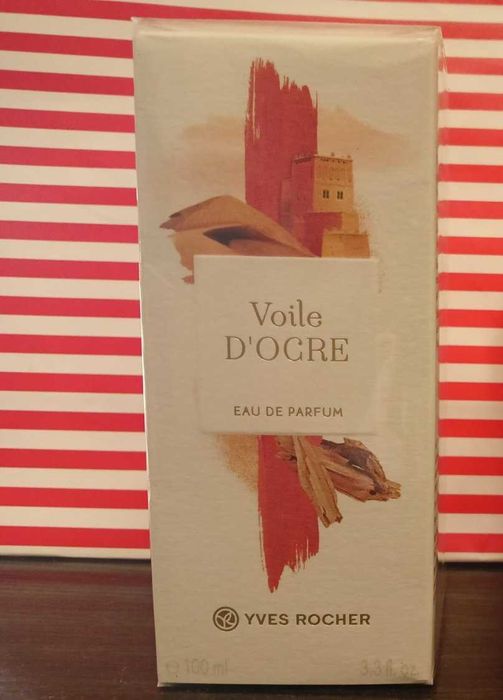 Voile
D'OCRE
EAU DE PARFUM
YVES ROCHER
℮ 100 ml
3.3 fl. oz.